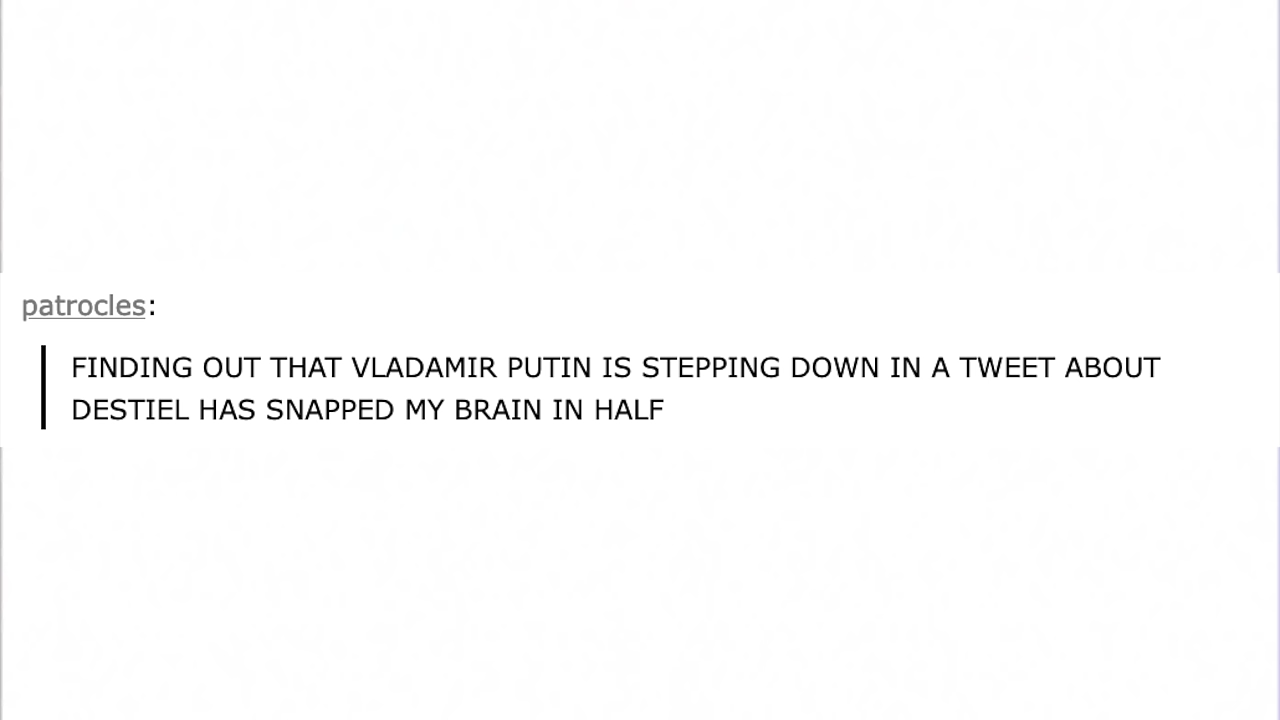 patrocles:
FINDING OUT THAT VLADAMIR PUTIN IS STEPPING DOWN IN A TWEET ABOUT
DESTIEL HAS SNAPPED MY BRAIN IN HALF